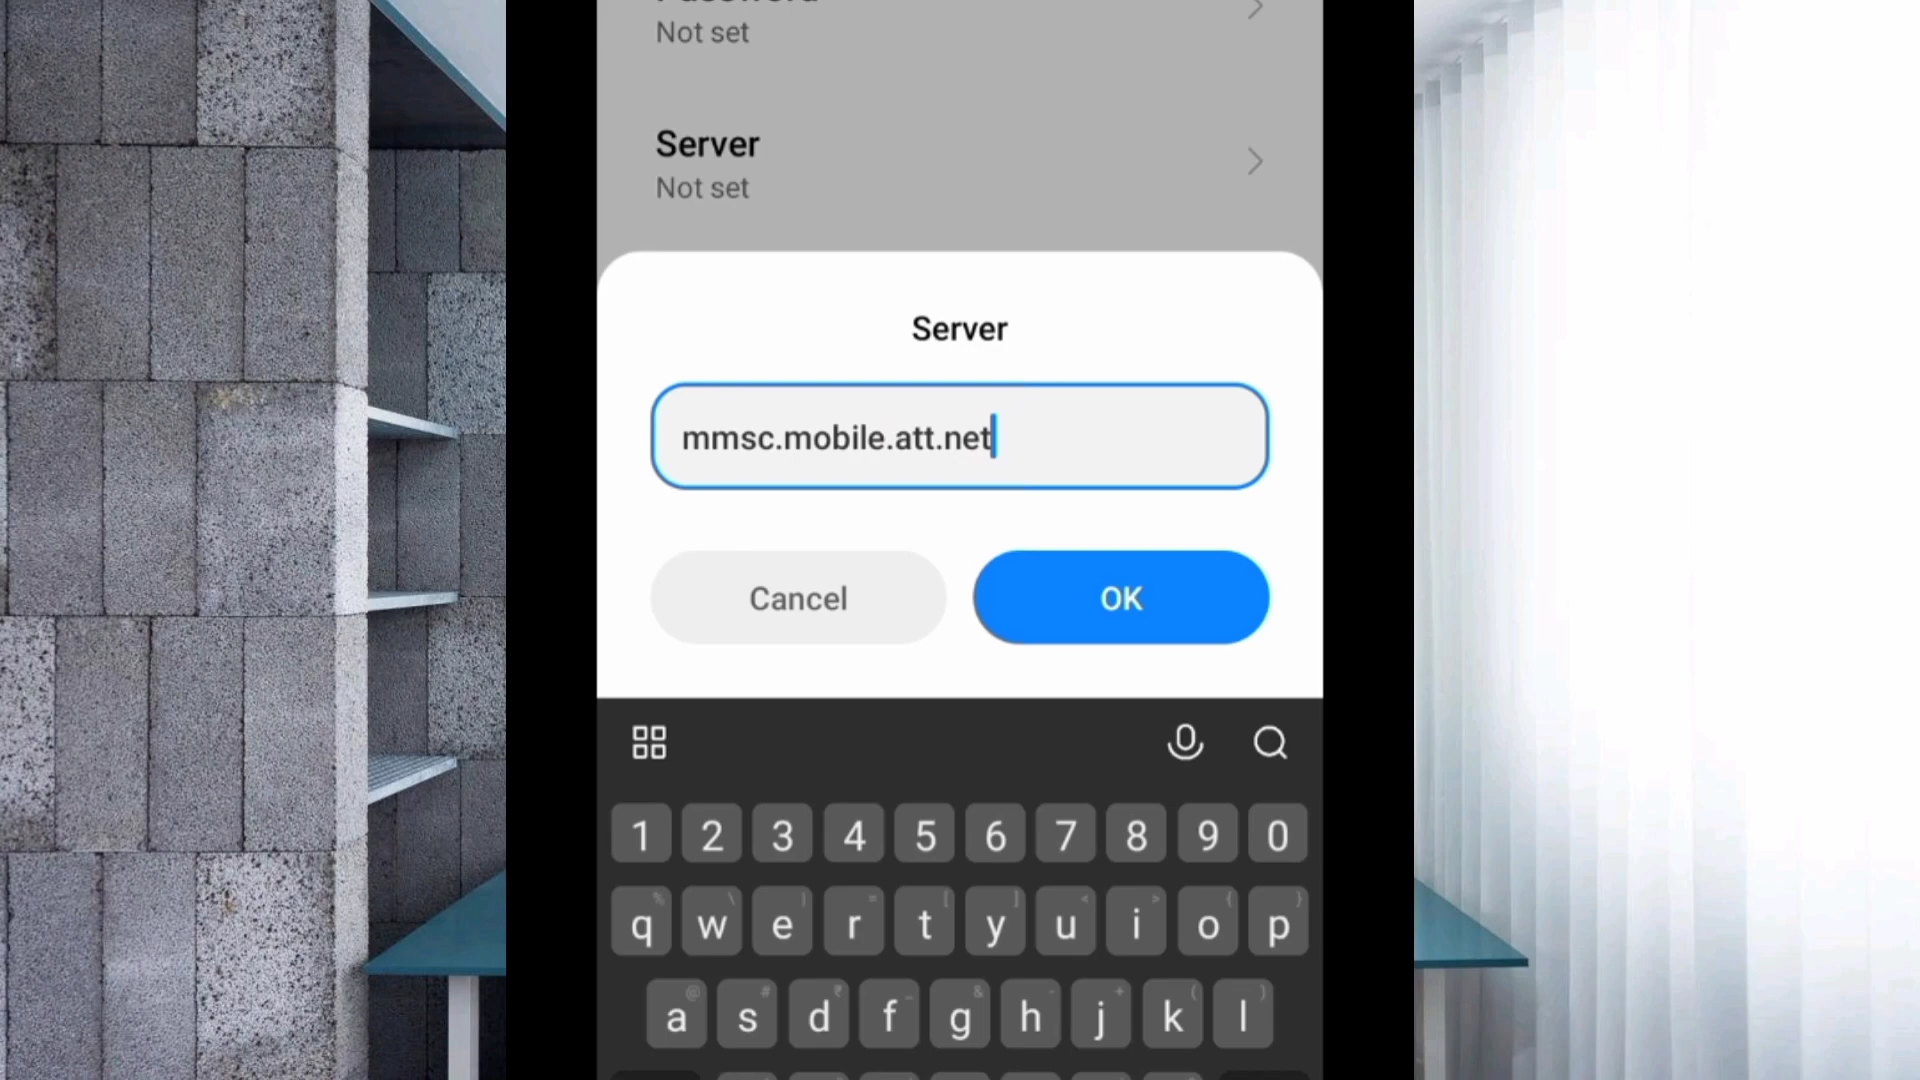 Password
Not set
Server
Not set
Server
mmsc.mobile.att.net
Cancel
OK
1 2 3 4 5 6 7 8 9 0
q w e r t y u i o p
a s d f g h j k l